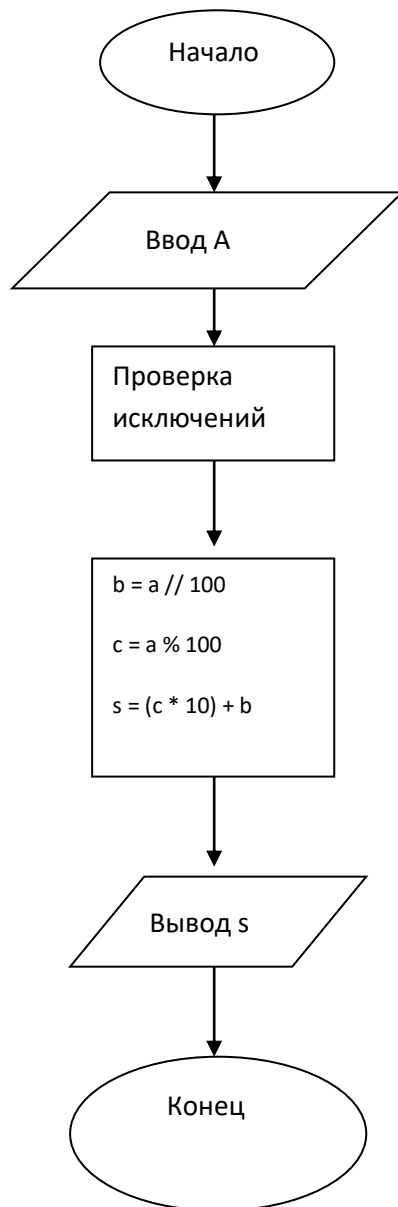 Начало
Ввод А
Проверка
исключений
b = a // 100
c = a % 100
s = (c * 10) + b
Вывод s
Конец